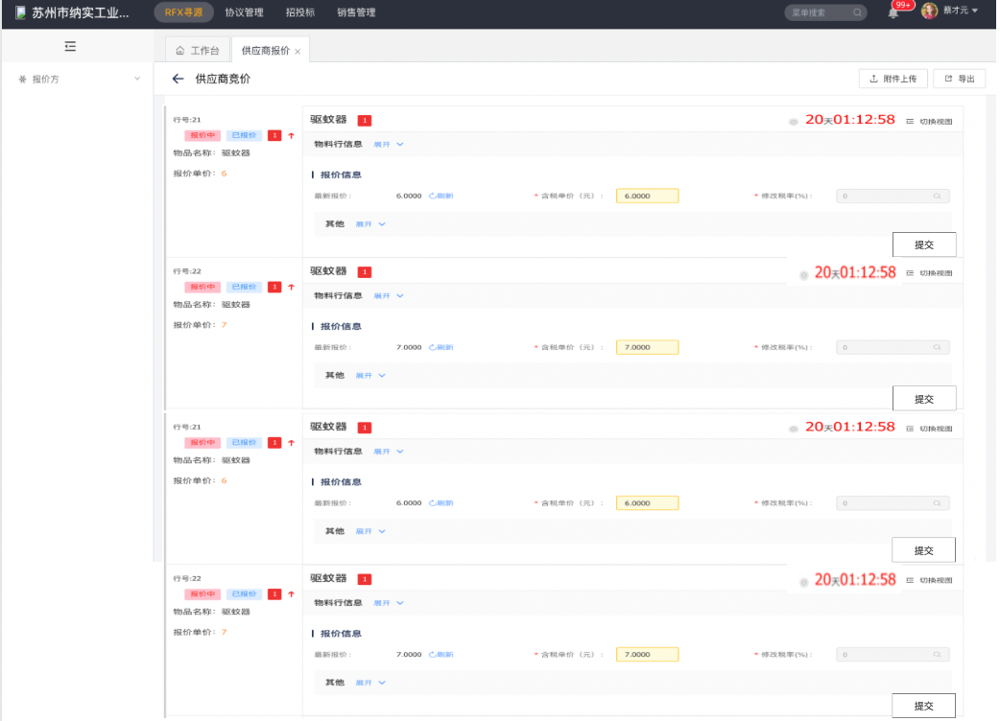 苏州市纳实工业... RFX寻源 协议管理 招投标 销售管理 菜单搜索 99+ 蔡才元
工作台 供应商报价 ×
报价方
供应商竞价 附件上传 导出
行号:21
报价中 已报价 1
物品名称: 驱蚊器
报价单价: 6
驱蚊器 1 20天01:12:58 切换视图
物料行信息 展开
报价信息
最新报价: 6.0000 刷新 * 含税单价（元）: 6.0000 * 修改税率(%): 0
其他 展开
提交
行号:22
报价中 已报价 1
物品名称: 驱蚊器
报价单价: 7
驱蚊器 1 20天01:12:58 切换视图
物料行信息 展开
报价信息
最新报价: 7.0000 刷新 * 含税单价（元）: 7.0000 * 修改税率(%): 0
其他 展开
提交
行号:21
报价中 已报价 1
物品名称: 驱蚊器
报价单价: 6
驱蚊器 1 20天01:12:58 切换视图
物料行信息 展开
报价信息
最新报价: 6.0000 刷新 * 含税单价（元）: 6.0000 * 修改税率(%): 0
其他 展开
提交
行号:22
报价中 已报价 1
物品名称: 驱蚊器
报价单价: 7
驱蚊器 1 20天01:12:58 切换视图
物料行信息 展开
报价信息
最新报价: 7.0000 刷新 * 含税单价（元）: 7.0000 * 修改税率(%): 0
其他 展开
提交